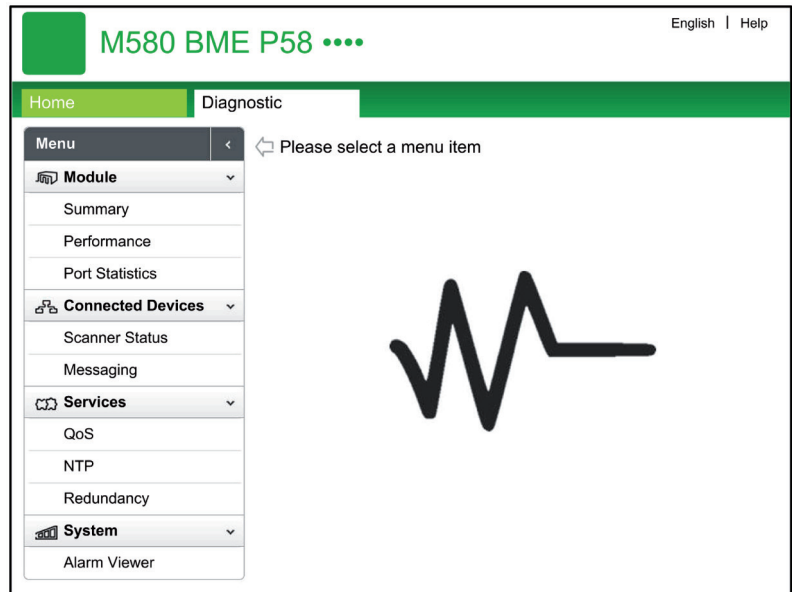 M580 BME P58 ••••
English | Help
Home
Diagnostic
Menu
Please select a menu item
Module
Summary
Performance
Port Statistics
Connected Devices
Scanner Status
Messaging
Services
QoS
NTP
Redundancy
System
Alarm Viewer